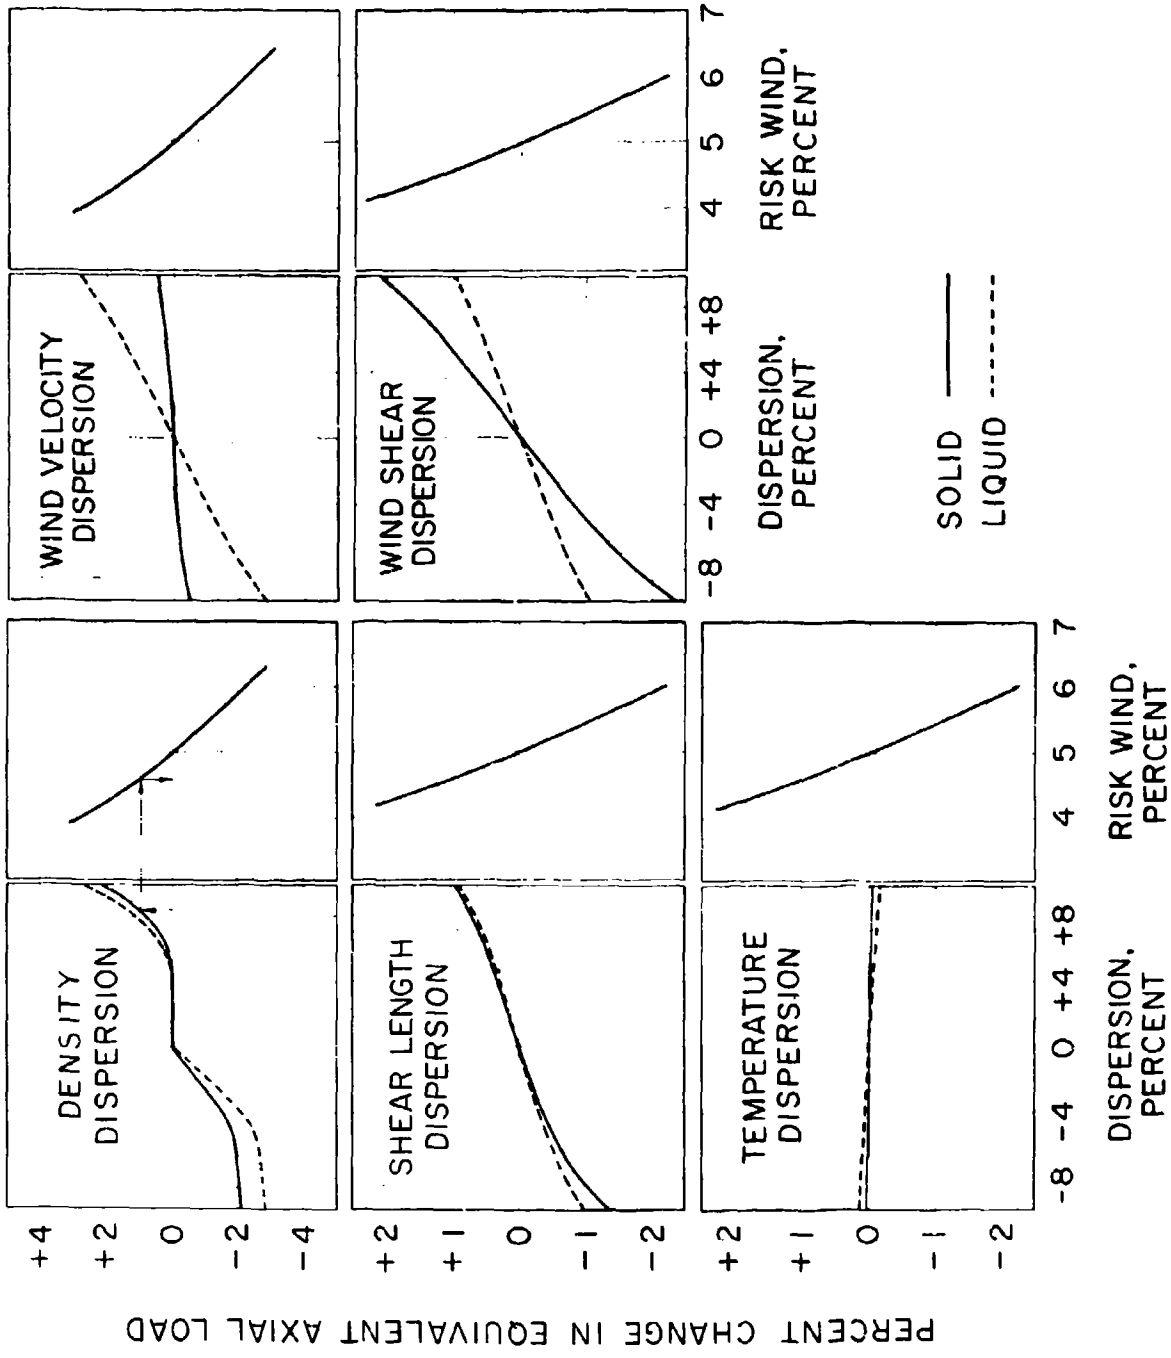 PERCENT CHANGE IN EQUIVALENT AXIAL LOAD
+4
+2
0
-2
-4
DENSITY
DISPERSION
WIND VELOCITY
DISPERSION
+2
+1
0
-1
-2
SHEAR LENGTH
DISPERSION
WIND SHEAR
DISPERSION
-8 -4 0 +4 +8
DISPERSION,
PERCENT
4 5 6 7
RISK WIND,
PERCENT
+2
+1
0
-1
-2
TEMPERATURE
DISPERSION
-8 -4 0 +4 +8
DISPERSION,
PERCENT
4 5 6 7
RISK WIND,
PERCENT
SOLID
LIQUID